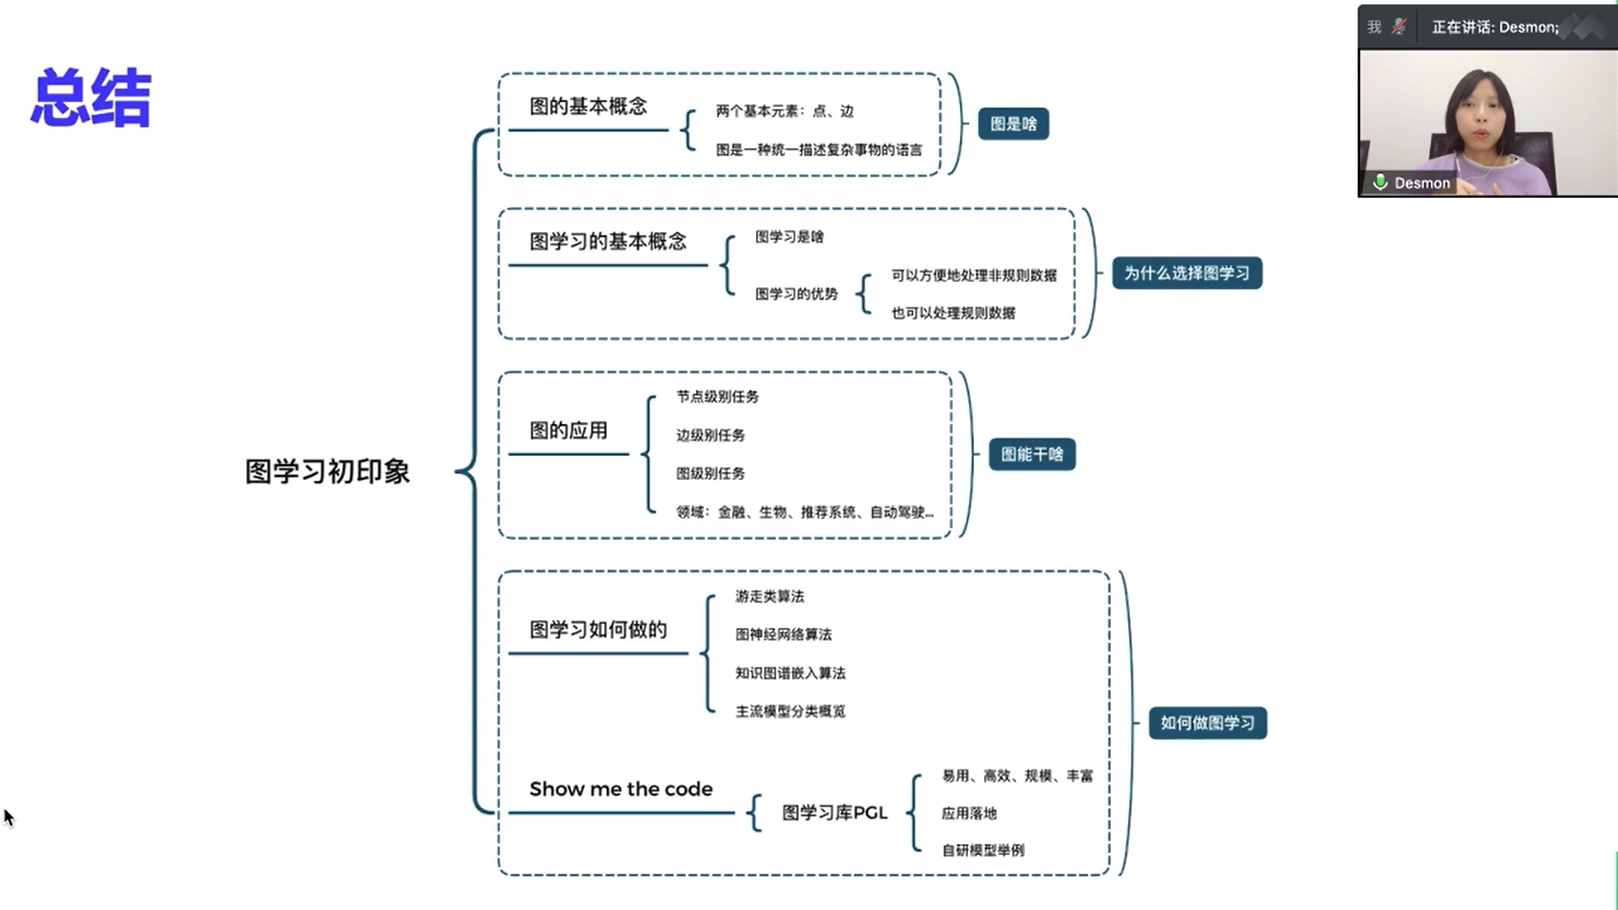 总结
我
正在讲话: Desmon;
Desmon
图学习初印象
图的基本概念
两个基本元素：点、边
图是一种统一描述复杂事物的语言
图是啥
图学习的基本概念
图学习是啥
图学习的优势
可以方便地处理非规则数据
也可以处理规则数据
为什么选择图学习
图的应用
节点级别任务
边级别任务
图级别任务
领域：金融、生物、推荐系统、自动驾驶...
图能干啥
图学习如何做的
游走类算法
图神经网络算法
知识图谱嵌入算法
主流模型分类概览
Show me the code
图学习库PGL
易用、高效、规模、丰富
应用落地
自研模型举例
如何做图学习